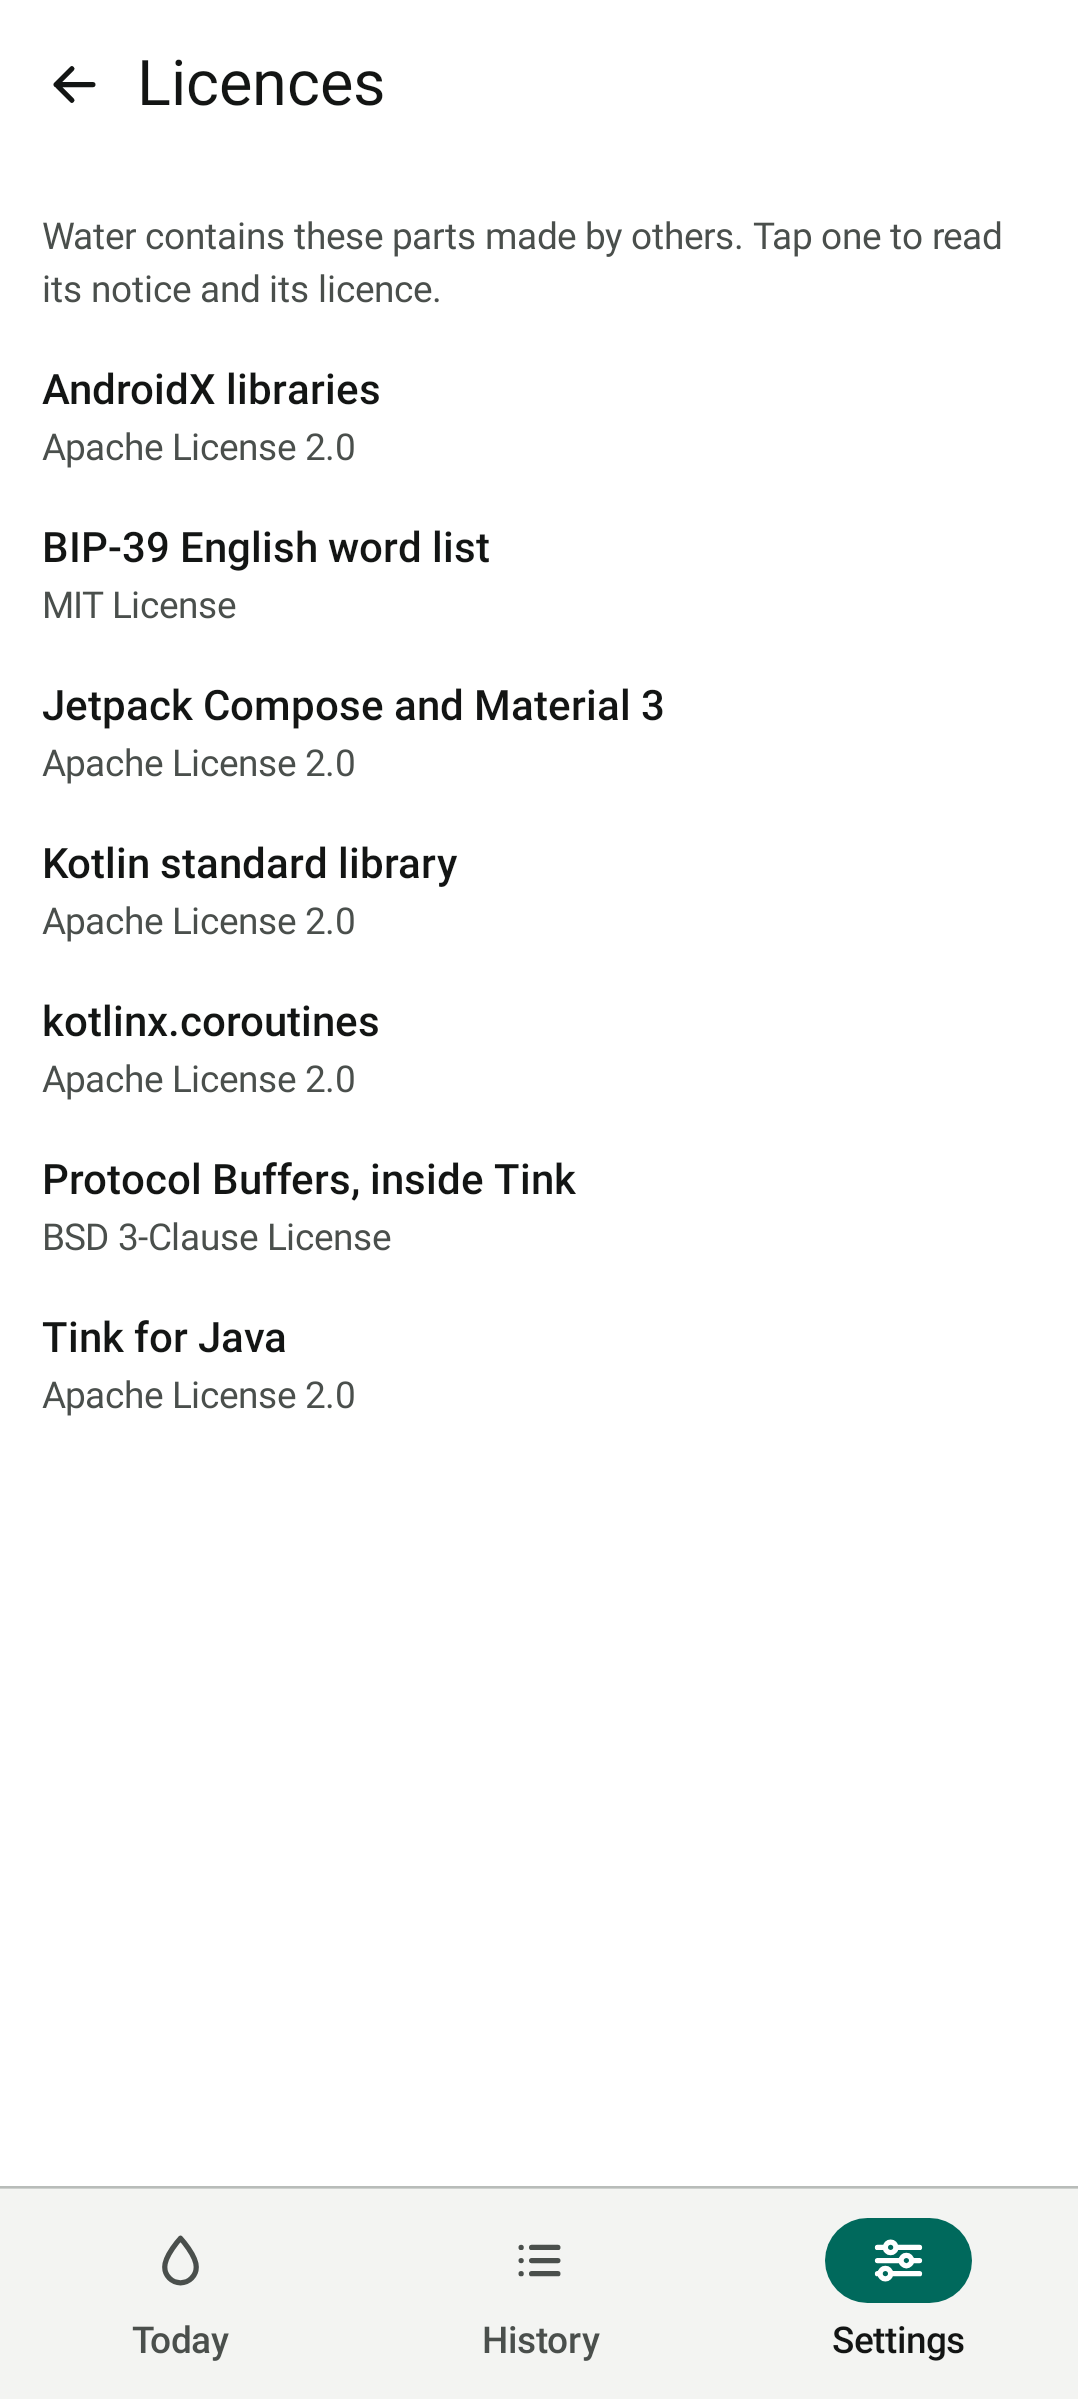 Licences
Water contains these parts made by others. Tap one to read
its notice and its licence.
AndroidX libraries
Apache License 2.0
BIP-39 English word list
MIT License
Jetpack Compose and Material 3
Apache License 2.0
Kotlin standard library
Apache License 2.0
kotlinx.coroutines
Apache License 2.0
Protocol Buffers, inside Tink
BSD 3-Clause License
Tink for Java
Apache License 2.0
Today
History
Settings